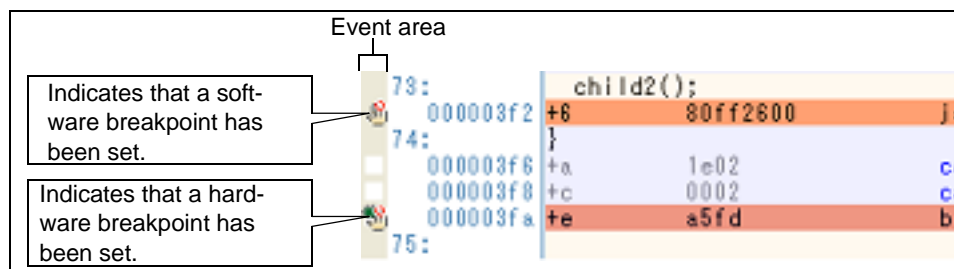 Event area
Indicates that a soft-
ware breakpoint has
been set.
Indicates that a hard-
ware breakpoint has
been set.
73: child2();
000003f2 +6 80ff2600 j
74: }
000003f6 +a 1e02 c
000003f8 +c 0002 c
000003fa +e a5fd b
75: